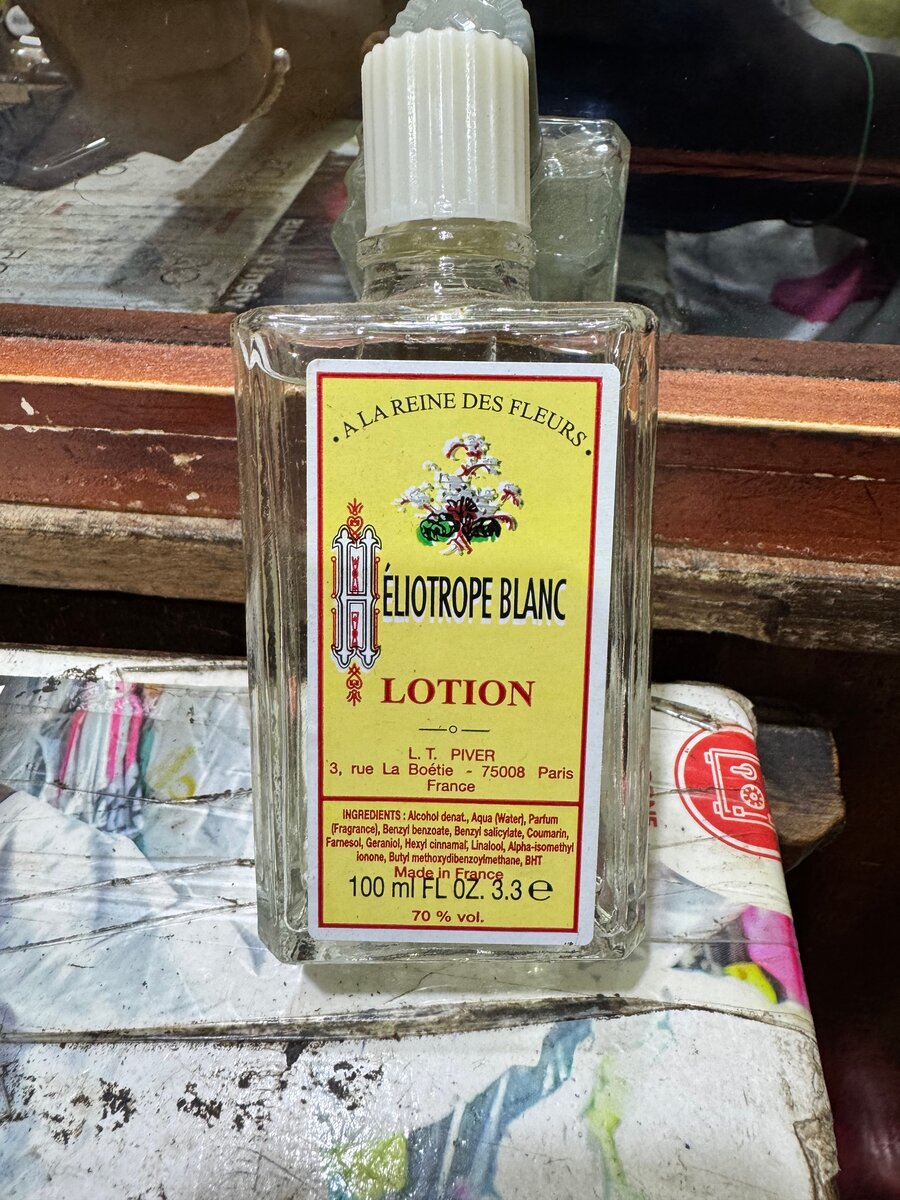 • A LA REINE DES FLEURS •
HÉLIOTROPE BLANC
LOTION
L. T. PIVER
3, rue La Boétie - 75008 Paris
France
INGREDIENTS : Alcohol denat., Aqua (Water), Parfum
(Fragrance), Benzyl benzoate, Benzyl salicylate, Coumarin,
Farnesol, Geraniol, Hexyl cinnamal, Linalool, Alpha-isomethyl
ionone, Butyl methoxydibenzoylmethane, BHT
Made in France
100 ml FL OZ. 3.3 e
70 % vol.